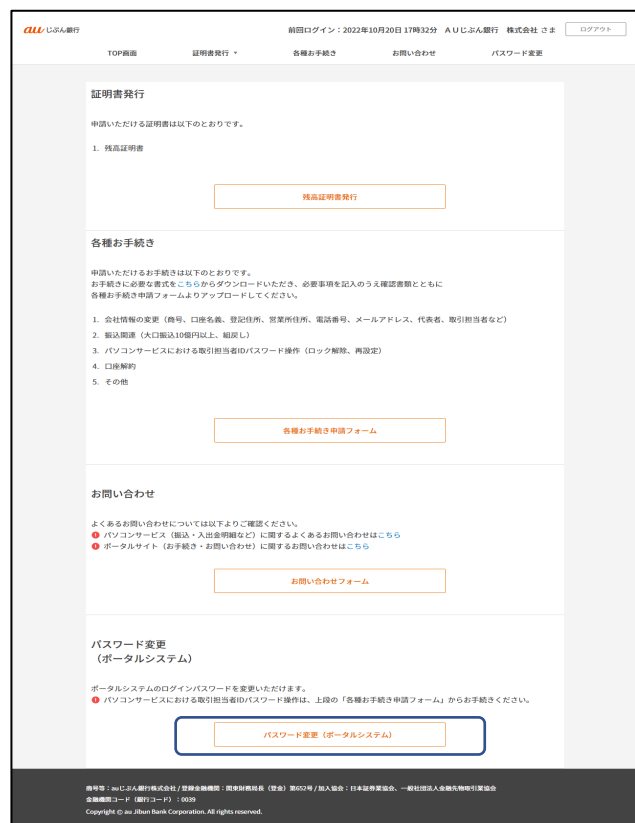 au じぶん銀行
前回ログイン：2022年10月20日 17時32分　ＡＵじぶん銀行　株式会社 さま
ログアウト
TOP画面　証明書発行 ▾　各種お手続き　お問い合わせ　パスワード変更
証明書発行
申請いただける証明書は以下のとおりです。
1. 残高証明書
残高証明書発行
各種お手続き
申請いただけるお手続きは以下のとおりです。
お手続きに必要な書式をこちらからダウンロードいただき、必要事項を記入のうえ確認書類とともに
各種お手続き申請フォームよりアップロードしてください。
1. 会社情報の変更（商号、口座名義、登記住所、営業所住所、電話番号、メールアドレス、代表者、取引担当者など）
2. 振込関連（大口振込10億円以上、組戻し）
3. パソコンサービスにおける取引担当者IDパスワード操作（ロック解除、再設定）
4. 口座解約
5. その他
各種お手続き申請フォーム
お問い合わせ
よくあるお問い合わせについては以下よりご確認ください。
パソコンサービス（振込・入出金明細など）に関するよくあるお問い合わせはこちら
ポータルサイト（お手続き・お問い合わせ）に関するお問い合わせはこちら
お問い合わせフォーム
パスワード変更
（ポータルシステム）
ポータルシステムのログインパスワードを変更いただけます。
パソコンサービスにおける取引担当者IDパスワード操作は、上段の「各種お手続き申請フォーム」からお手続きください。
パスワード変更（ポータルシステム）
商号等：auじぶん銀行株式会社 / 登録金融機関：関東財務局長（登金）第652号 / 加入協会：日本証券業協会、一般社団法人金融先物取引業協会
金融機関コード（銀行コード）：0039
Copyright © au Jibun Bank Corporation. All rights reserved.